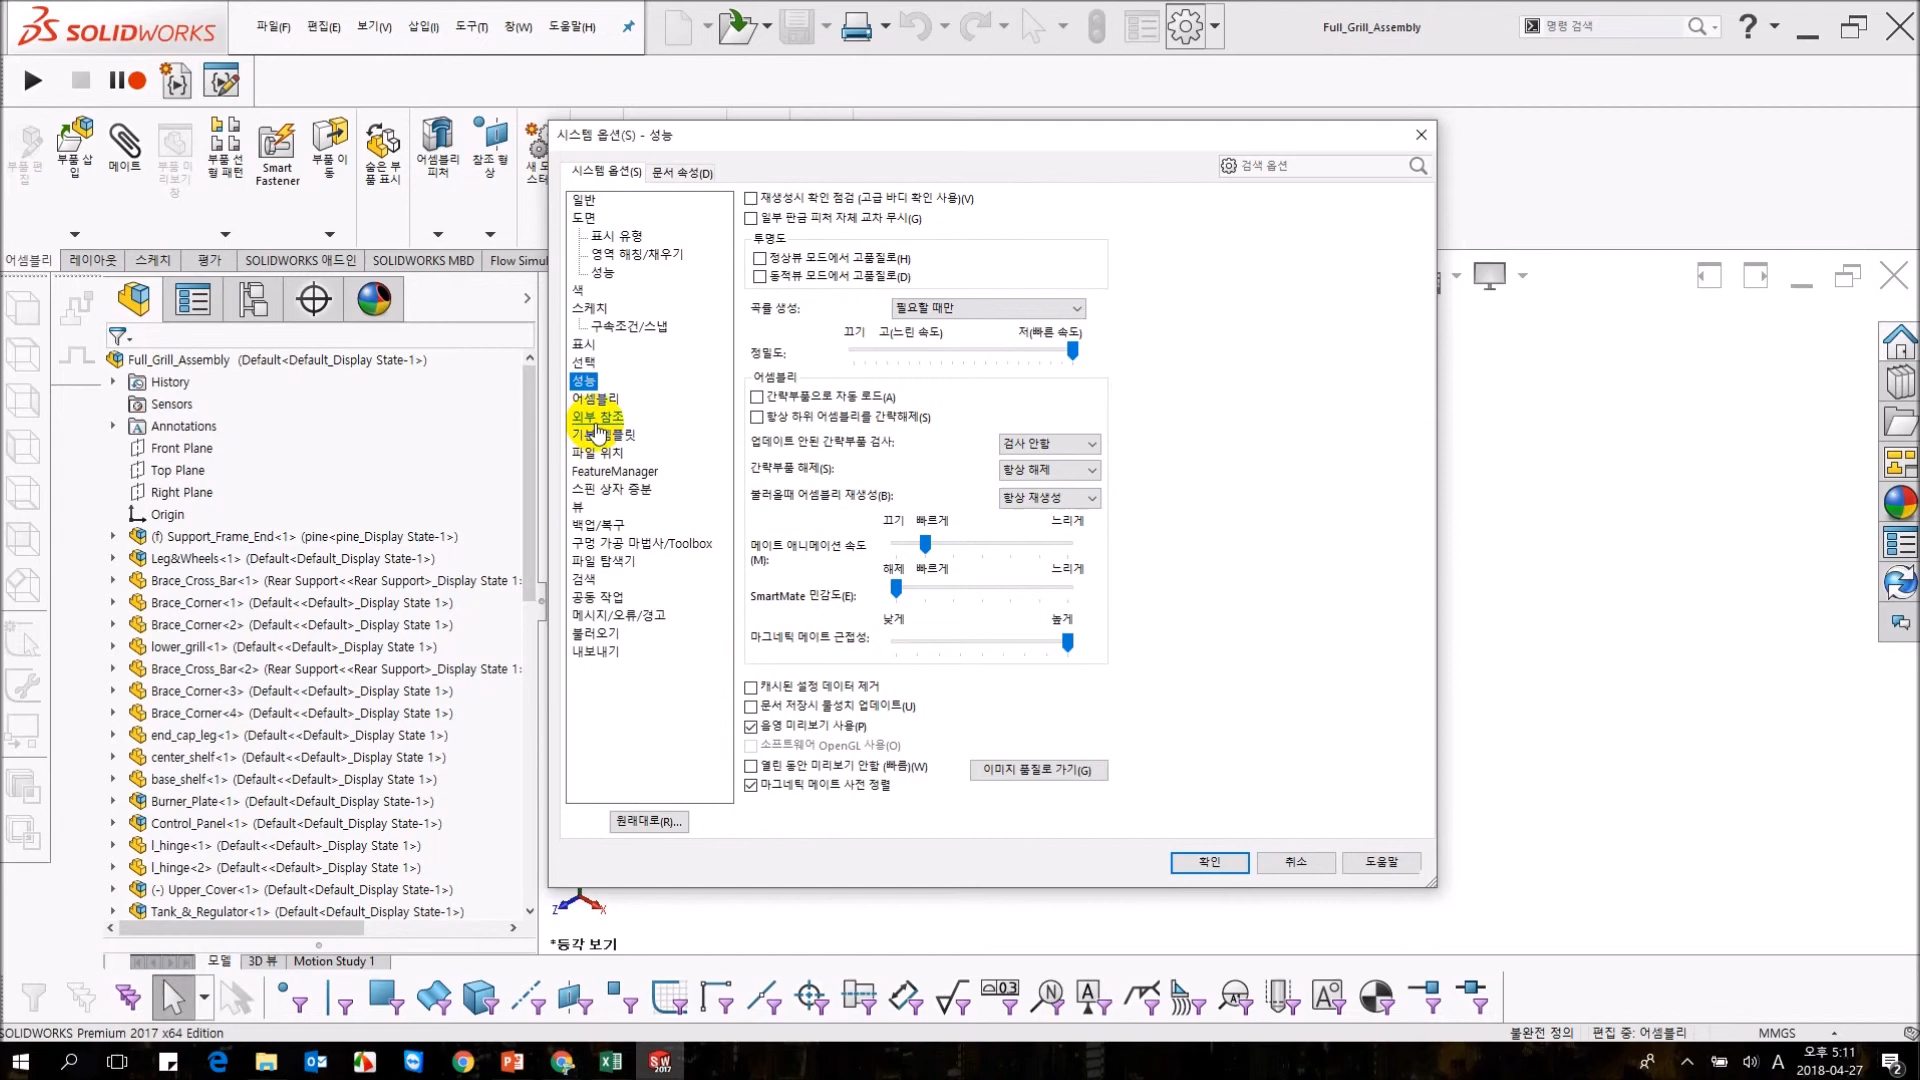 SOLIDWORKS
파일(F) 편집(E) 보기(V) 삽입(I) 도구(T) 창(W) 도움말(H)
Full_Grill_Assembly
명령 검색
부품 편집
부품 삽입
메이트
부품 미리보기 창
부품 선형 패턴
Smart Fastener
부품 이동
숨은 부품 표시
어셈블리 피처
참조 형상
어셈블리 레이아웃 스케치 평가 SOLIDWORKS 애드인 SOLIDWORKS MBD Flow Simul
Full_Grill_Assembly (Default<Default_Display State-1>)
History
Sensors
Annotations
Front Plane
Top Plane
Right Plane
Origin
(f) Support_Frame_End<1> (pine<pine_Display State-1>)
Leg&Wheels<1> (Default<Default_Display State-1>)
Brace_Cross_Bar<1> (Rear Support<<Rear Support>_Display State 1
Brace_Corner<1> (Default<<Default>_Display State 1>)
Brace_Corner<2> (Default<<Default>_Display State 1>)
lower_grill<1> (Default<<Default>_Display State 1>)
Brace_Cross_Bar<2> (Rear Support<<Rear Support>_Display State 1
Brace_Corner<3> (Default<<Default>_Display State 1>)
Brace_Corner<4> (Default<<Default>_Display State 1>)
end_cap_leg<1> (Default<<Default>_Display State 1>)
center_shelf<1> (Default<<Default>_Display State 1>)
base_shelf<1> (Default<<Default>_Display State 1>)
Burner_Plate<1> (Default<Default_Display State-1>)
Control_Panel<1> (Default<Default_Display State-1>)
l_hinge<1> (Default<<Default>_Display State 1>)
l_hinge<2> (Default<<Default>_Display State 1>)
(-) Upper_Cover<1> (Default<Default_Display State-1>)
Tank_&_Regulator<1> (Default<Default_Display State-1>)
모델 3D 뷰 Motion Study 1
시스템 옵션(S) - 성능
시스템 옵션(S) 문서 속성(D)
검색 옵션
일반
도면
표시 유형
영역 해칭/채우기
성능
색
스케치
구속조건/스냅
표시
선택
성능
어셈블리
외부 참조
파일 위치
FeatureManager
스핀 상자 증분
뷰
백업/복구
구멍 가공 마법사/Toolbox
파일 탐색기
검색
공동 작업
메시지/오류/경고
불러오기
내보내기
원래대로(R)...
재생성시 확인 점검 (고급 바디 확인 사용)(V)
일부 판금 피처 자체 교차 무시(G)
투명도
정상뷰 모드에서 고품질로(H)
동적뷰 모드에서 고품질로(D)
곡률 생성: 필요할 때만
끄기 고(느린 속도) 저(빠른 속도)
정밀도:
어셈블리
간략부품으로 자동 로드(A)
항상 하위 어셈블리를 간략해제(S)
업데이트 안된 간략부품 검사: 검사 안함
간략부품 해제(S): 항상 해제
불러올때 어셈블리 재생성(B): 항상 재생성
끄기 빠르게 느리게
메이트 애니메이션 속도(M):
해제 빠르게 느리게
SmartMate 민감도(E):
낮게 높게
마그네틱 메이트 근접성:
캐시된 설정 데이터 제거
문서 저장시 물성치 업데이트(U)
음영 미리보기 사용(P)
소프트웨어 OpenGL 사용(O)
열린 동안 미리보기 안함 (빠름)(W)
이미지 품질로 가기(G)
마그네틱 메이트 사전 정렬
확인 취소 도움말
Z X
*등각 보기
SOLIDWORKS Premium 2017 x64 Edition
불완전 정의 편집 중: 어셈블리 MMGS
오후 5:11
2018-04-27